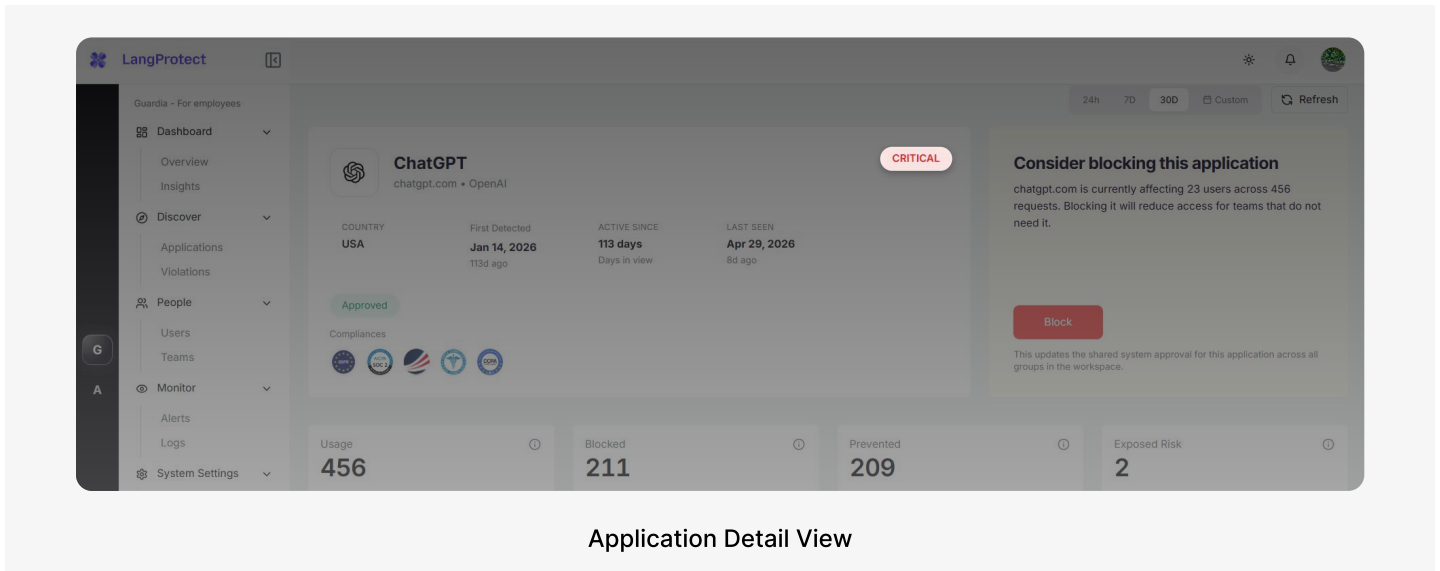 LangProtect
24h 7D 30D Custom Refresh
Guardia - For employees
Dashboard
Overview
Insights
Discover
Applications
Violations
People
Users
Teams
Monitor
Alerts
Logs
System Settings
G
A
ChatGPT
chatgpt.com • OpenAI
CRITICAL
COUNTRY
USA
First Detected
Jan 14, 2026
113d ago
ACTIVE SINCE
113 days
Days in view
LAST SEEN
Apr 29, 2026
8d ago
Approved
Compliances
GDPR
AICPA
SOC 2
CCPA
Consider blocking this application
chatgpt.com is currently affecting 23 users across 456
requests. Blocking it will reduce access for teams that do not
need it.
Block
This updates the shared system approval for this application across all
groups in the workspace.
Usage
456
Blocked
211
Prevented
209
Exposed Risk
2
Application Detail View